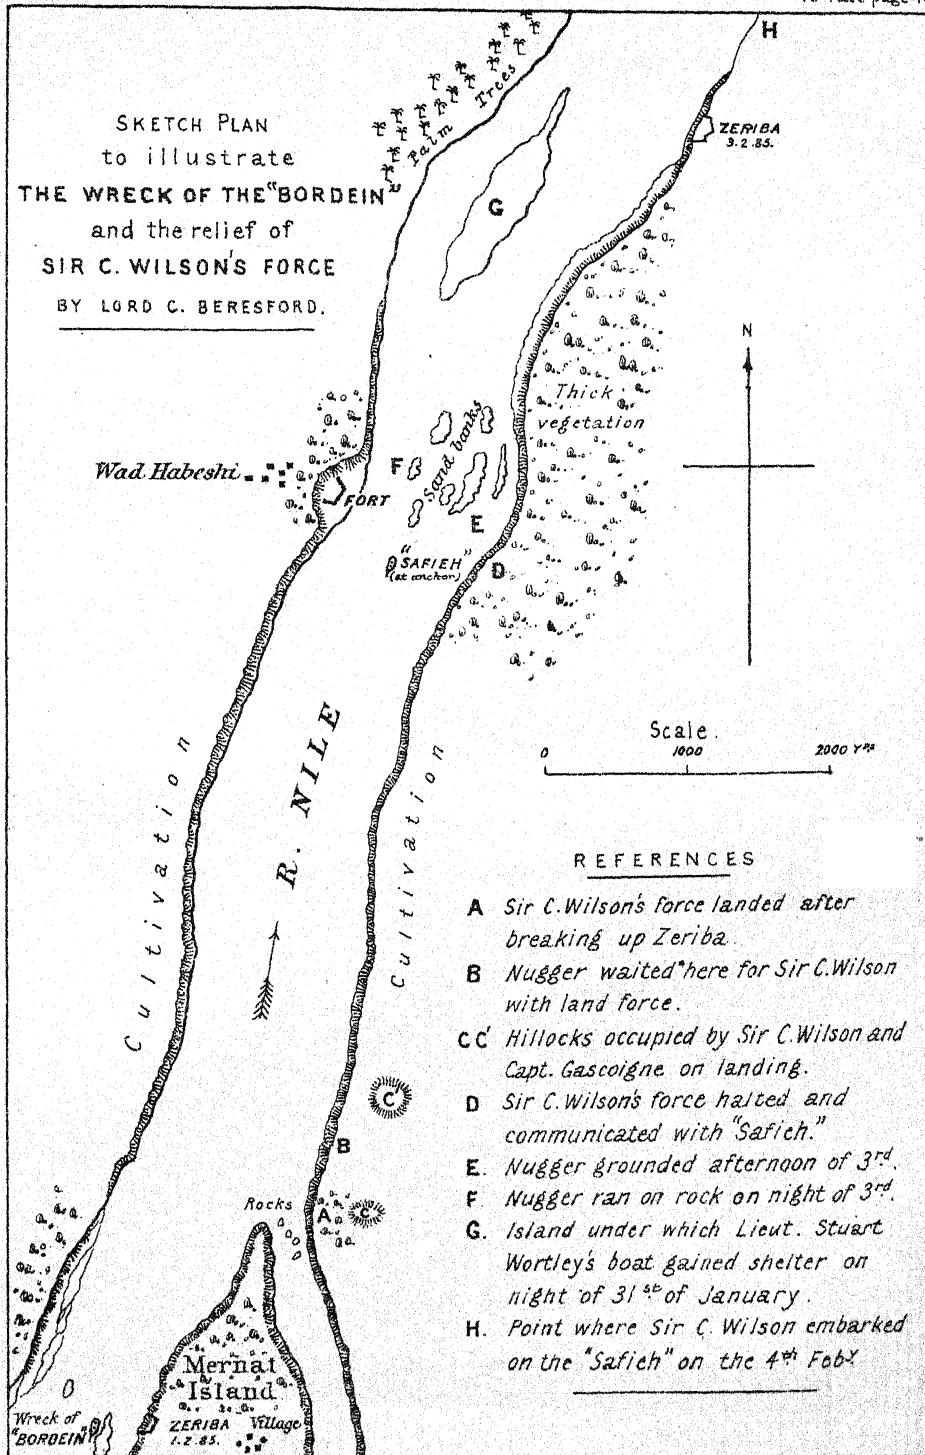 H
Palm Trees
SKETCH PLAN
to illustrate
THE WRECK OF THE "BORDEIN"
and the relief of
SIR C. WILSON'S FORCE
BY LORD C. BERESFORD.
ZERIBA
3.2.85.
G
N
Thick
vegetation
Sand banks
F
Wad Habeshi
FORT
E
"SAFIEH"
(at anchor)
D
Scale.
0 1000 2000 Yds
R. NILE
Cultivation
Cultivation
REFERENCES
A Sir C. Wilson's force landed after
breaking up Zeriba.
B Nugger waited here for Sir C. Wilson
with land force.
CC' Hillocks occupied by Sir C. Wilson and
Capt. Gascoigne on landing.
D Sir C. Wilson's force halted and
communicated with "Safieh."
E. Nugger grounded afternoon of 3rd.
F Nugger ran on rock on night of 3rd.
G. Island under which Lieut. Stuart
Wortley's boat gained shelter on
night of 31st of January.
H. Point where Sir C. Wilson embarked
on the "Safieh" on the 4th Feby
C'
B
Rocks
A
C
Mernat
Island
ZERIBA
1.2.85.
Village
Wreck of
"BORDEIN"